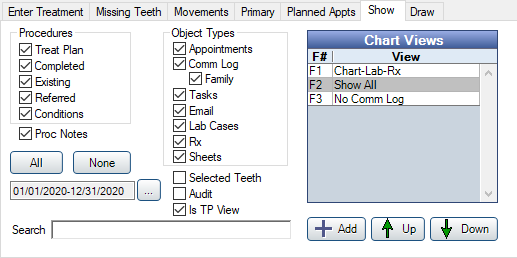 Enter Treatment Missing Teeth Movements Primary Planned Appts Show Draw
Procedures
Treat Plan
Completed
Existing
Referred
Conditions
Proc Notes
All None
01/01/2020-12/31/2020 ...
Object Types
Appointments
Comm Log
Family
Tasks
Email
Lab Cases
Rx
Sheets
Selected Teeth
Audit
Is TP View
Search
Chart Views
F# View
F1 Chart-Lab-Rx
F2 Show All
F3 No Comm Log
Add Up Down